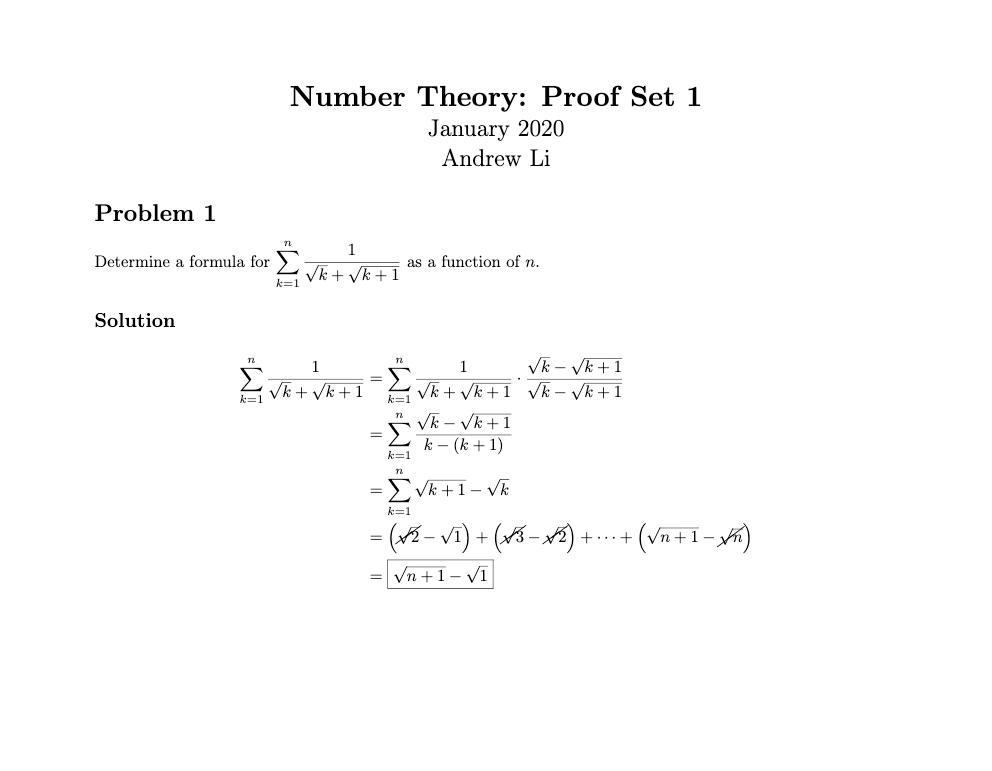 Number Theory: Proof Set 1
January 2020
Andrew Li
Problem 1
Determine a formula for $\sum_{k=1}^{n} \frac{1}{\sqrt{k}+\sqrt{k+1}}$ as a function of $n$.
Solution
$\sum_{k=1}^{n} \frac{1}{\sqrt{k}+\sqrt{k+1}} = \sum_{k=1}^{n} \frac{1}{\sqrt{k}+\sqrt{k+1}} \cdot \frac{\sqrt{k}-\sqrt{k+1}}{\sqrt{k}-\sqrt{k+1}}$
$= \sum_{k=1}^{n} \frac{\sqrt{k}-\sqrt{k+1}}{k-(k+1)}$
$= \sum_{k=1}^{n} \sqrt{k+1}-\sqrt{k}$
$= \left(\cancel{\sqrt{2}}-\sqrt{1}\right)+\left(\cancel{\sqrt{3}}-\cancel{\sqrt{2}}\right)+\cdots+\left(\sqrt{n+1}-\cancel{\sqrt{n}}\right)$
$= \boxed{\sqrt{n+1}-\sqrt{1}}$